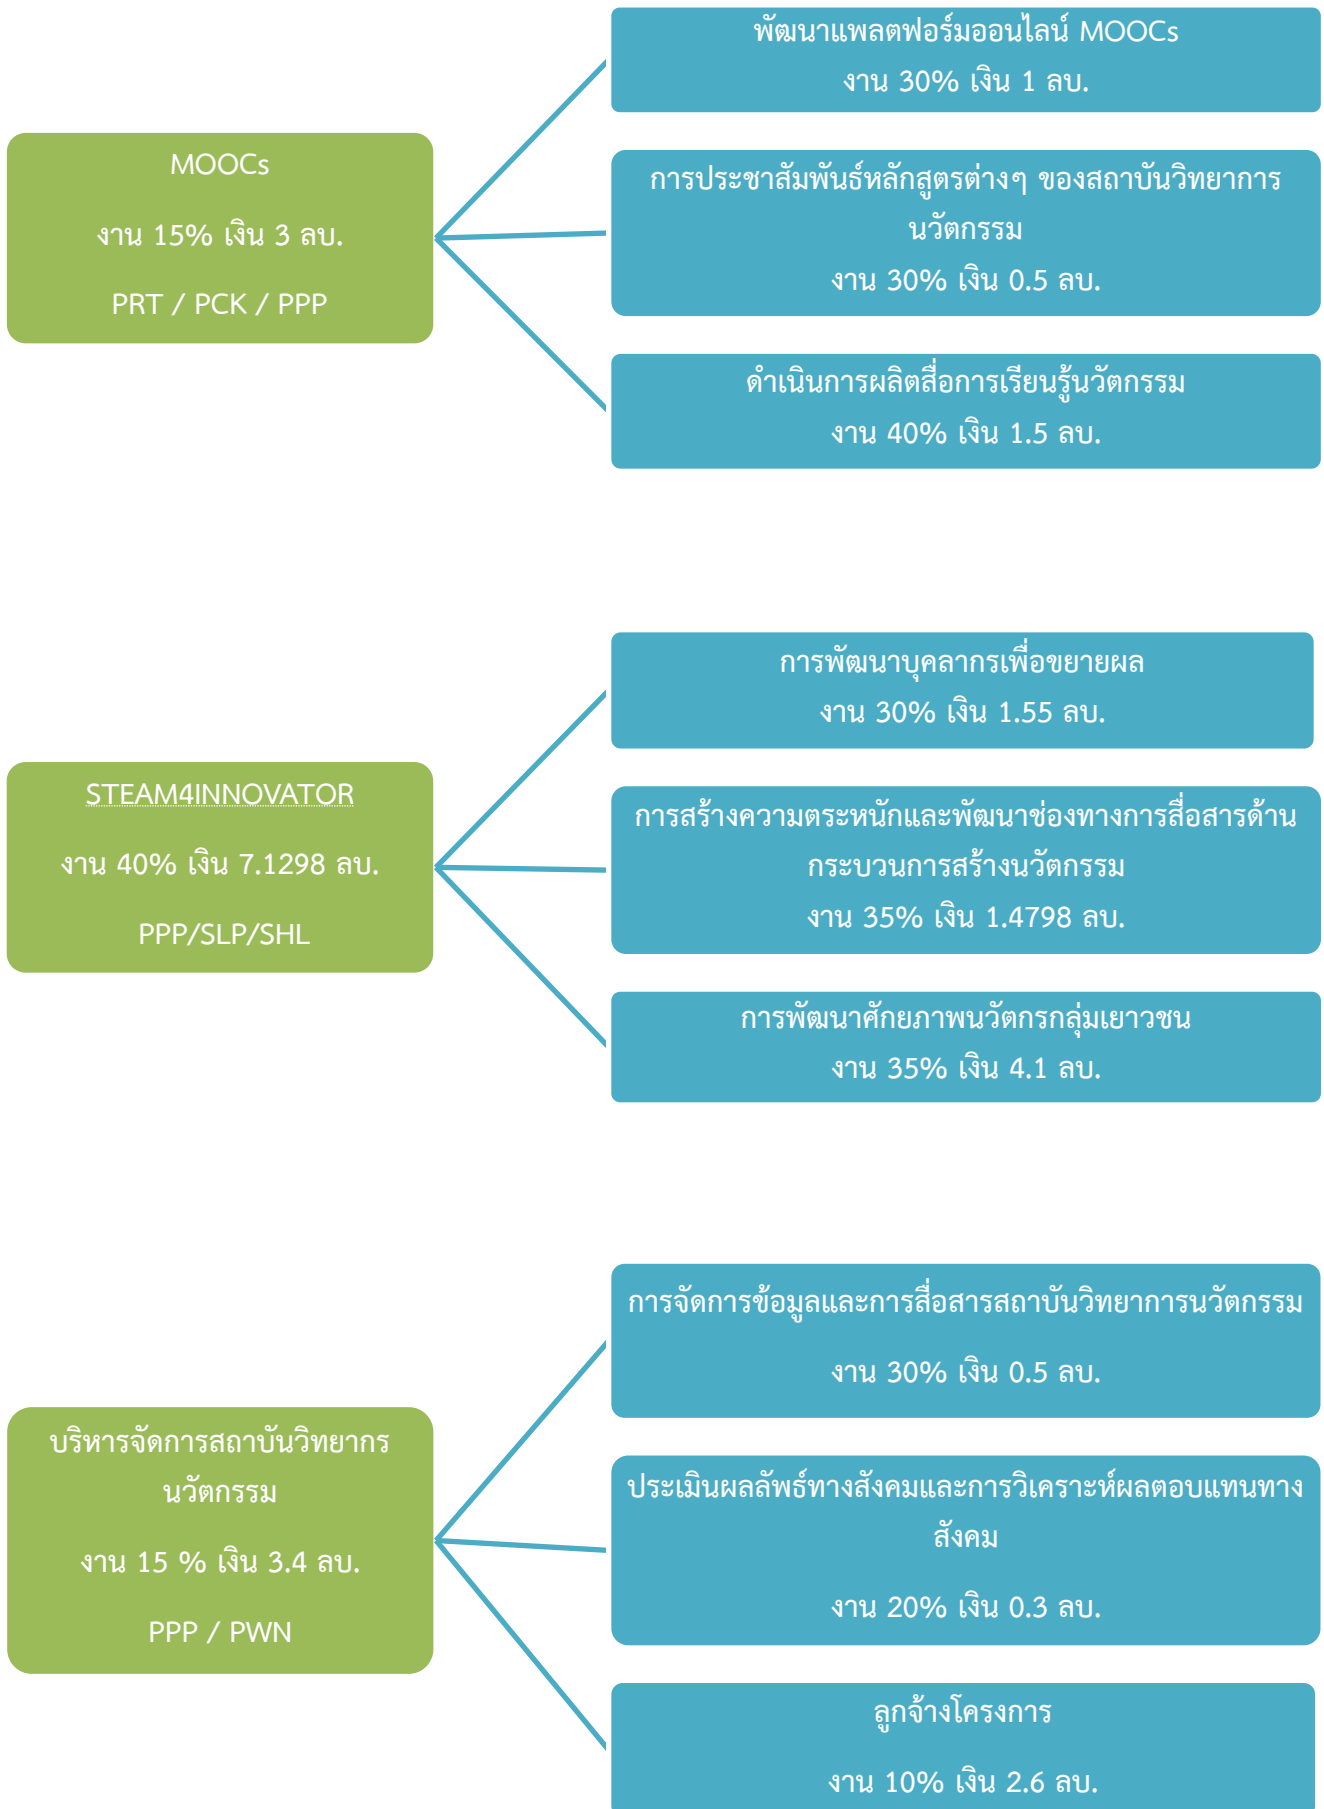 MOOCs
งาน 15% เงิน 3 ลบ.
PRT / PCK / PPP
พัฒนาแพลตฟอร์มออนไลน์ MOOCs
งาน 30% เงิน 1 ลบ.
การประชาสัมพันธ์หลักสูตรต่างๆ ของสถาบันวิทยาการ
นวัตกรรม
งาน 30% เงิน 0.5 ลบ.
ดำเนินการผลิตสื่อการเรียนรู้นวัตกรรม
งาน 40% เงิน 1.5 ลบ.
STEAM4INNOVATOR
งาน 40% เงิน 7.1298 ลบ.
PPP/SLP/SHL
การพัฒนาบุคลากรเพื่อขยายผล
งาน 30% เงิน 1.55 ลบ.
การสร้างความตระหนักและพัฒนาช่องทางการสื่อสารด้าน
กระบวนการสร้างนวัตกรรม
งาน 35% เงิน 1.4798 ลบ.
การพัฒนาศักยภาพนวัตกรกลุ่มเยาวชน
งาน 35% เงิน 4.1 ลบ.
บริหารจัดการสถาบันวิทยากร
นวัตกรรม
งาน 15 % เงิน 3.4 ลบ.
PPP / PWN
การจัดการข้อมูลและการสื่อสารสถาบันวิทยาการนวัตกรรม
งาน 30% เงิน 0.5 ลบ.
ประเมินผลลัพธ์ทางสังคมและการวิเคราะห์ผลตอบแทนทาง
สังคม
งาน 20% เงิน 0.3 ลบ.
ลูกจ้างโครงการ
งาน 10% เงิน 2.6 ลบ.